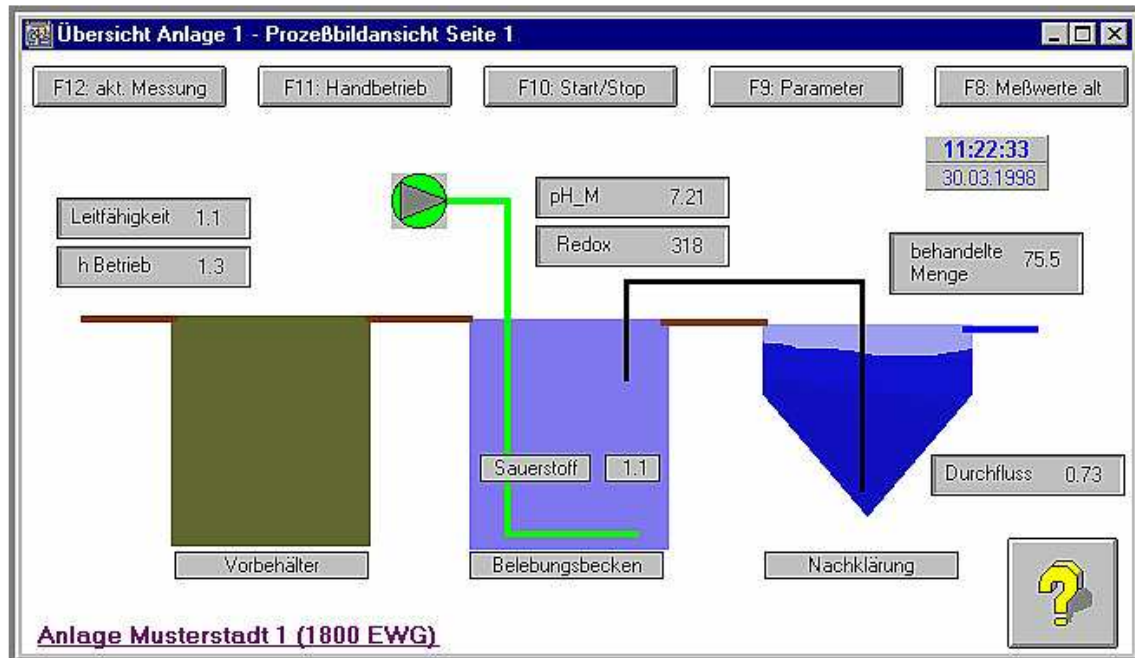 Übersicht Anlage 1 - Prozeßbildansicht Seite 1
F12: akt. Messung
F11: Handbetrieb
F10: Start/Stop
F9: Parameter
F8: Meßwerte alt
11:22:33
30.03.1998
Leitfähigkeit 1.1
h Betrieb 1.3
pH_M 7.21
Redox 318
behandelte
Menge 75.5
Sauerstoff 1.1
Durchfluss 0.73
Vorbehälter
Belebungsbecken
Nachklärung
Anlage Musterstadt 1 (1800 EWG)